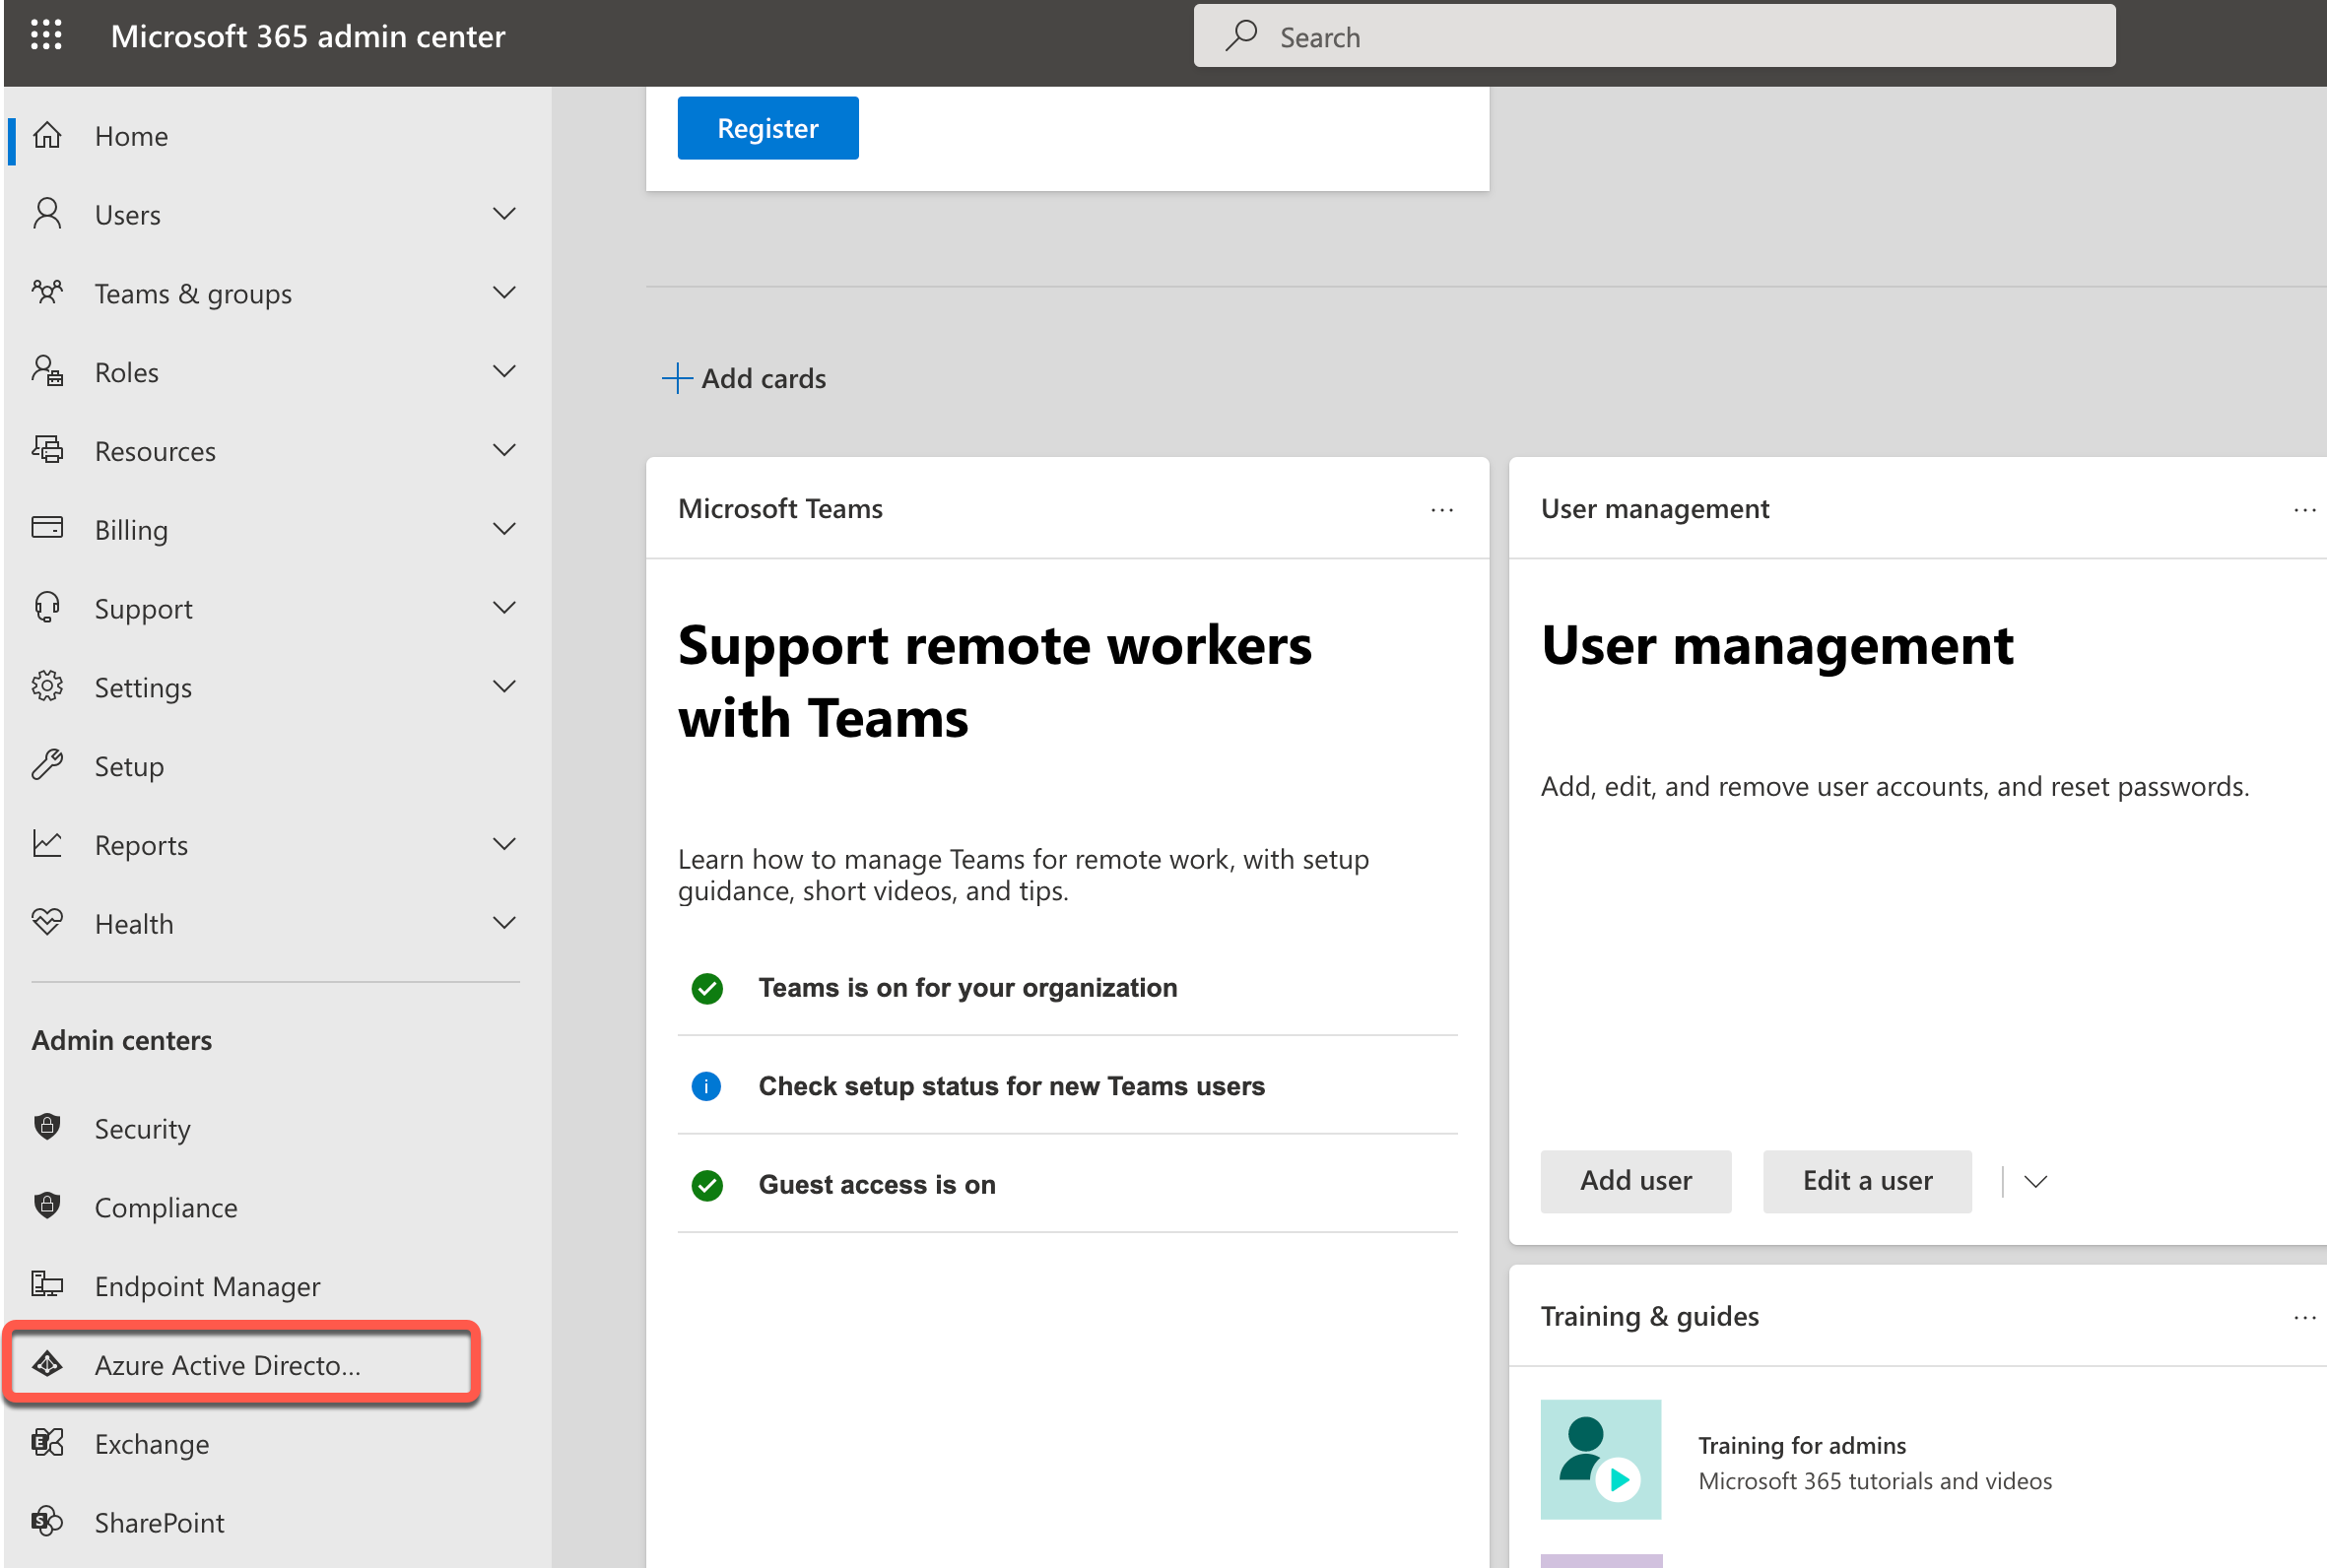 Microsoft 365 admin center
Search
Home
Users
Teams & groups
Roles
Resources
Billing
Support
Settings
Setup
Reports
Health
Admin centers
Security
Compliance
Endpoint Manager
Azure Active Directo...
Exchange
SharePoint
Register
Add cards
Microsoft Teams
Support remote workers
with Teams
Learn how to manage Teams for remote work, with setup
guidance, short videos, and tips.
Teams is on for your organization
Check setup status for new Teams users
Guest access is on
User management
User management
Add, edit, and remove user accounts, and reset passwords.
Add user
Edit a user
Training & guides
Training for admins
Microsoft 365 tutorials and videos